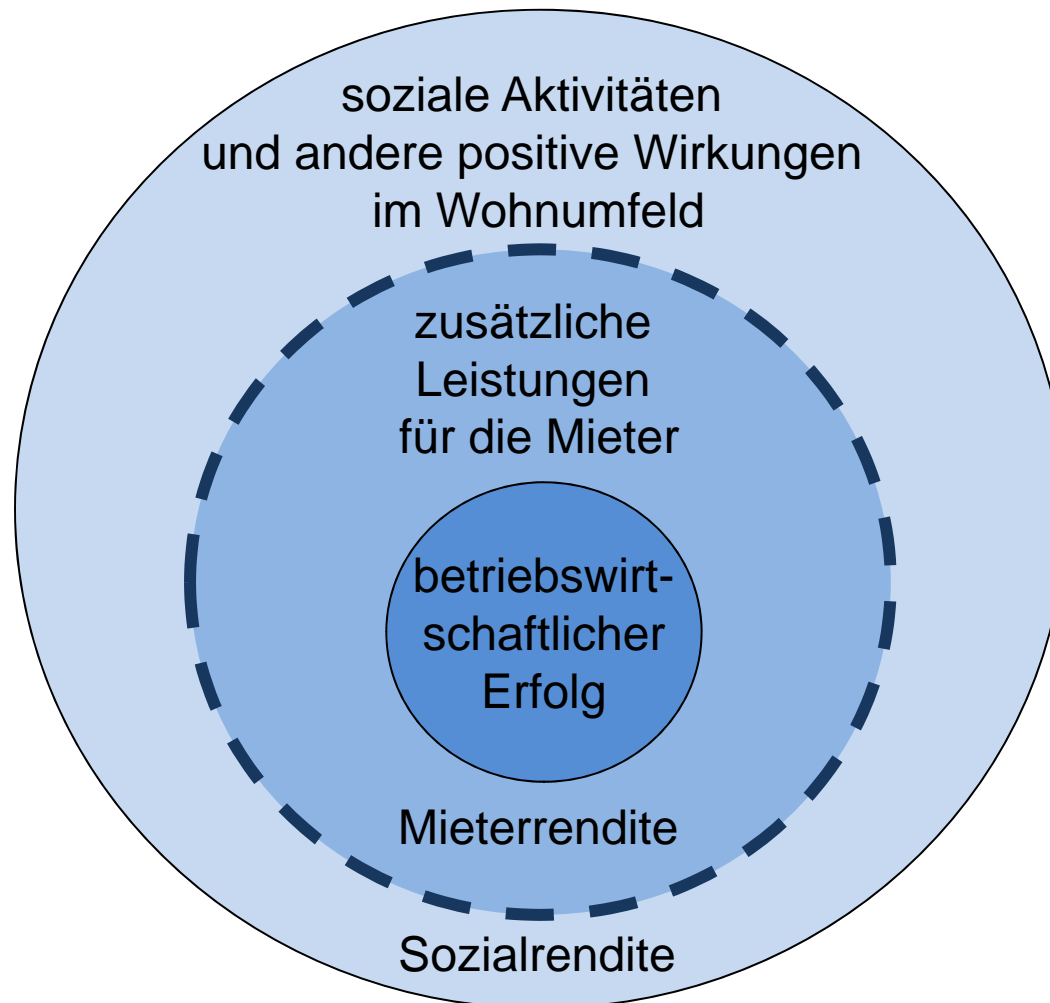 soziale Aktivitäten
und andere positive Wirkungen
im Wohnumfeld
zusätzliche
Leistungen
für die Mieter
betriebswirt-
schaftlicher
Erfolg
Mieterrendite
Sozialrendite